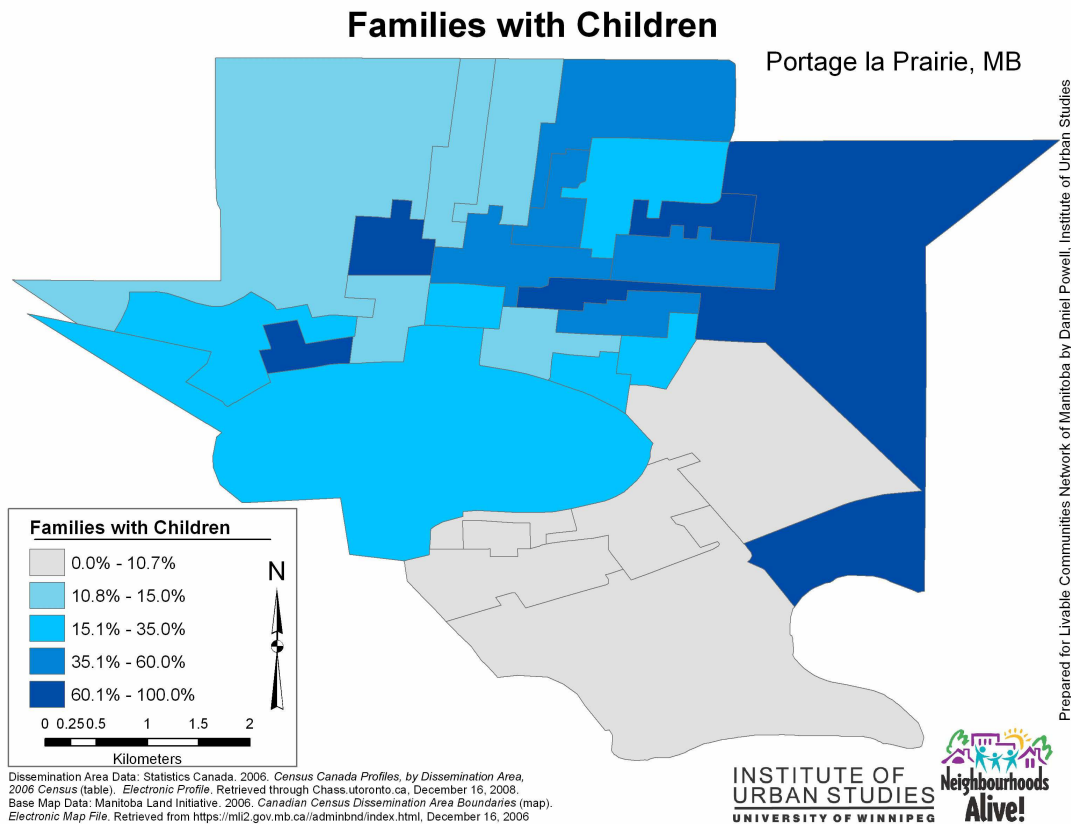 Families with Children
Portage la Prairie, MB
Prepared for Livable Communities Network of Manitoba by Daniel Powell, Institute of Urban Studies
Families with Children
0.0% - 10.7%
10.8% - 15.0%
15.1% - 35.0%
35.1% - 60.0%
60.1% - 100.0%
N
0 0.25 0.5 1 1.5 2
Kilometers
Dissemination Area Data: Statistics Canada. 2006. Census Canada Profiles, by Dissemination Area,
2006 Census (table). Electronic Profile. Retrieved through Chass.utoronto.ca, December 16, 2008.
Base Map Data: Manitoba Land Initiative. 2006. Canadian Census Dissemination Area Boundaries (map).
Electronic Map File. Retrieved from https://mli2.gov.mb.ca//adminbnd/index.html, December 16, 2006
INSTITUTE OF
URBAN STUDIES
UNIVERSITY OF WINNIPEG
Neighbourhoods
Alive!